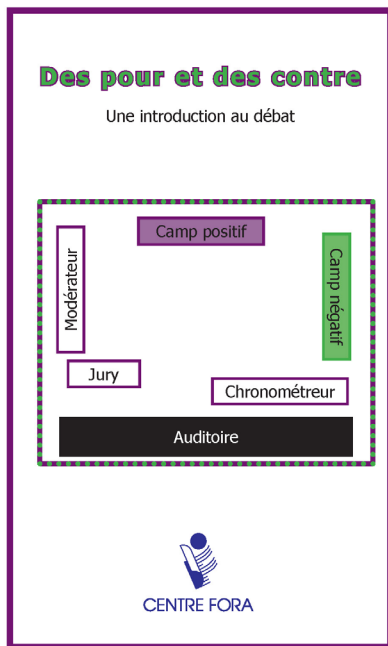 Des pour et des contre
Une introduction au débat
Camp positif
Modérateur
Camp négatif
Jury
Chronométreur
Auditoire
CENTRE FORA